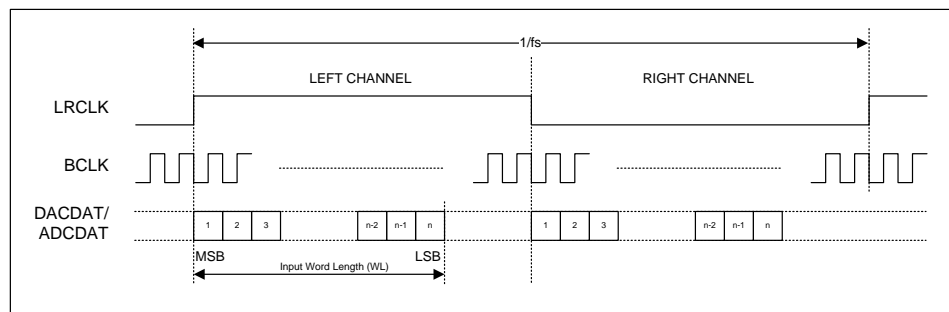 1/fs
LEFT CHANNEL RIGHT CHANNEL
LRCLK
BCLK
DACDAT/
ADCDAT
1 2 3 n-2 n-1 n 1 2 3 n-2 n-1 n
MSB LSB
Input Word Length (WL)